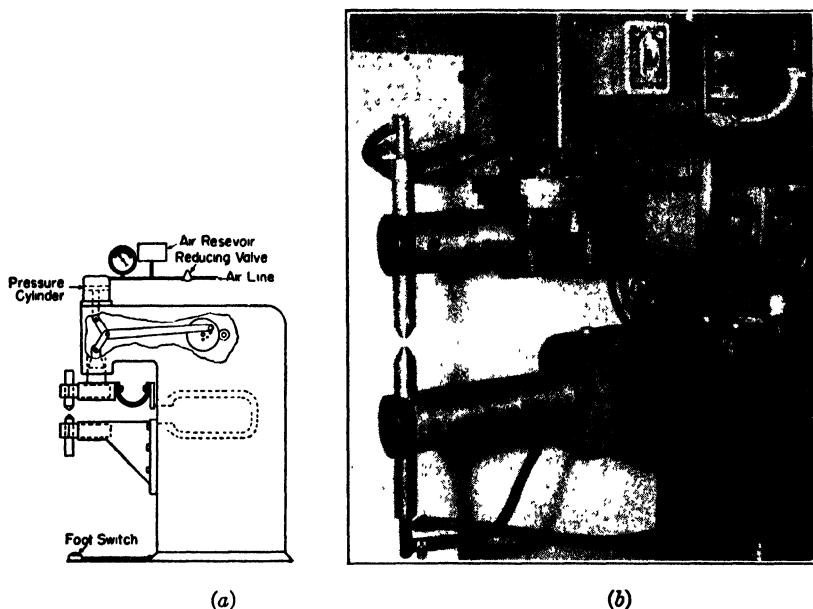 Air Resevoir
Reducing Valve
Air Line
Pressure
Cylinder
Foot Switch
(a)
(b)